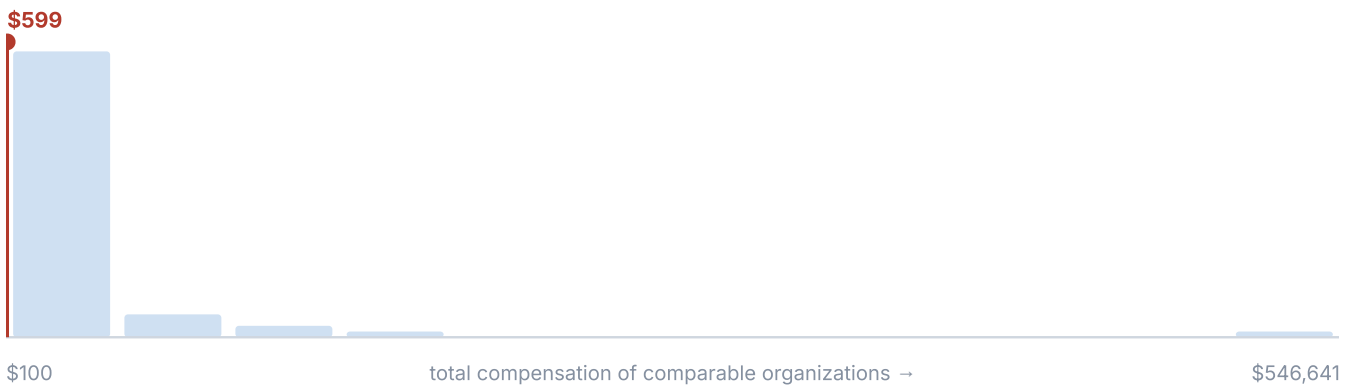 $599
$100 total compensation of comparable organizations → $546,641